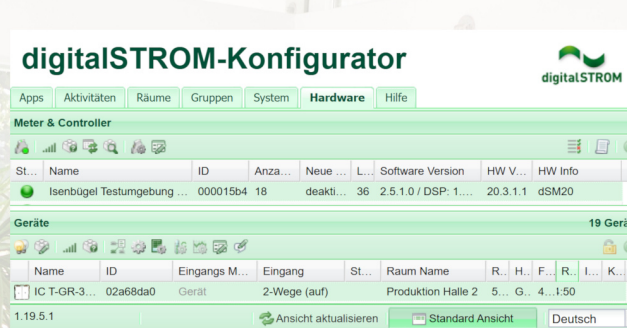 digitalSTROM-Konfigurator
digitalSTROM
Apps Aktivitäten Räume Gruppen System Hardware Hilfe
Meter & Controller
St... Name ID Anza... Neue ... L... Software Version HW V... HW Info
Isenbügel Testumgebung ... 000015b4 18 deakti... 36 2.5.1.0 / DSP: 1.... 20.3.1.1 dSM20
Geräte 19 Gerä
Name ID Eingangs M... Eingang St... Raum Name R... H... F... R... I... K...
IC T-GR-3... 02a68da0 Gerät 2-Wege (auf) Produktion Halle 2 5... G.. 4...
1.19.5.1 Ansicht aktualisieren Standard Ansicht Deutsch